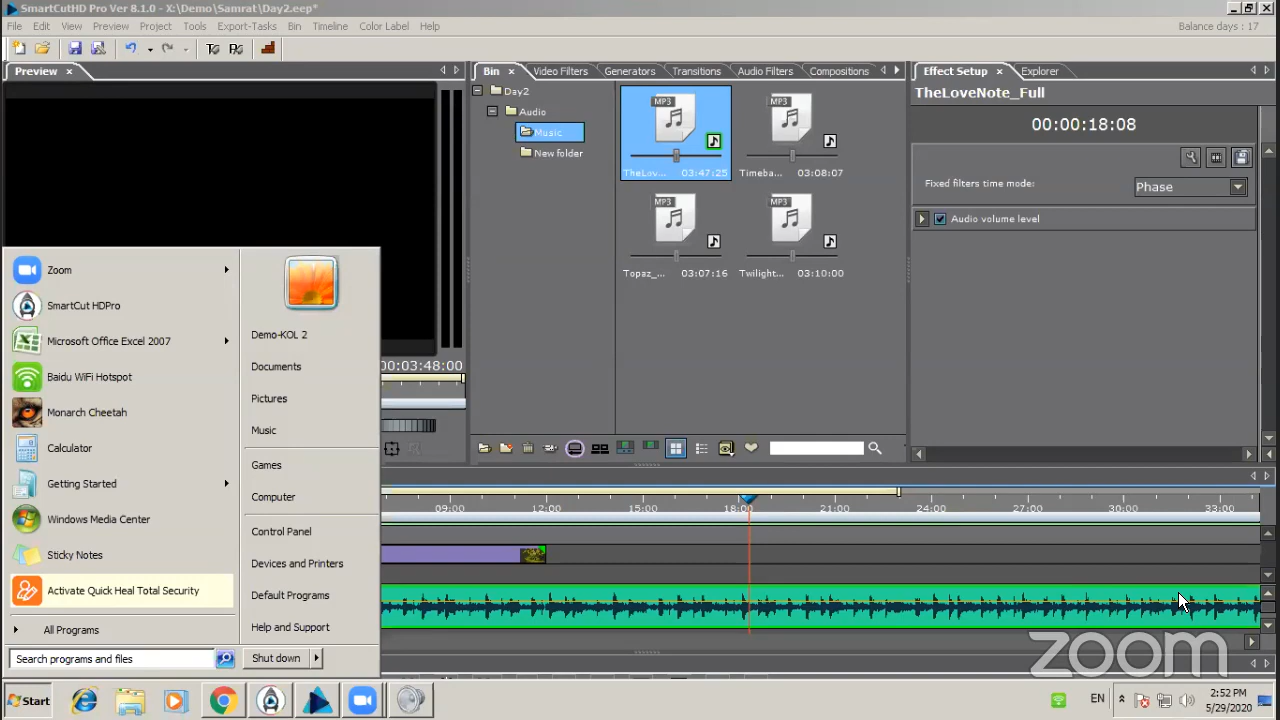 SmartCutHD Pro Ver 8.1.0 - X:\Demo\Samrat\Day2.eep*
File Edit View Preview Project Tools Export-Tasks Bin Timeline Color Label Help
Balance days : 17
Preview
Bin Video Filters Generators Transitions Audio Filters Compositions
Effect Setup Explorer
Day2
Audio
Music
New folder
MP3
TheLov... 03:47:25
MP3
Timeba... 03:08:07
MP3
Topaz_... 03:07:16
MP3
Twilight... 03:10:00
TheLoveNote_Full
00:00:18:08
Fixed filters time mode: Phase
Audio volume level
00:03:48:00
Zoom
SmartCut HDPro
Microsoft Office Excel 2007
Baidu WiFi Hotspot
Monarch Cheetah
Calculator
Getting Started
Windows Media Center
Sticky Notes
Activate Quick Heal Total Security
All Programs
Search programs and files
Demo-KOL 2
Documents
Pictures
Music
Games
Computer
Control Panel
Devices and Printers
Default Programs
Help and Support
Shut down
09:00 12:00 15:00 18:00 21:00 24:00 27:00 30:00 33:00
zoom
Start
EN
2:52 PM
5/29/2020